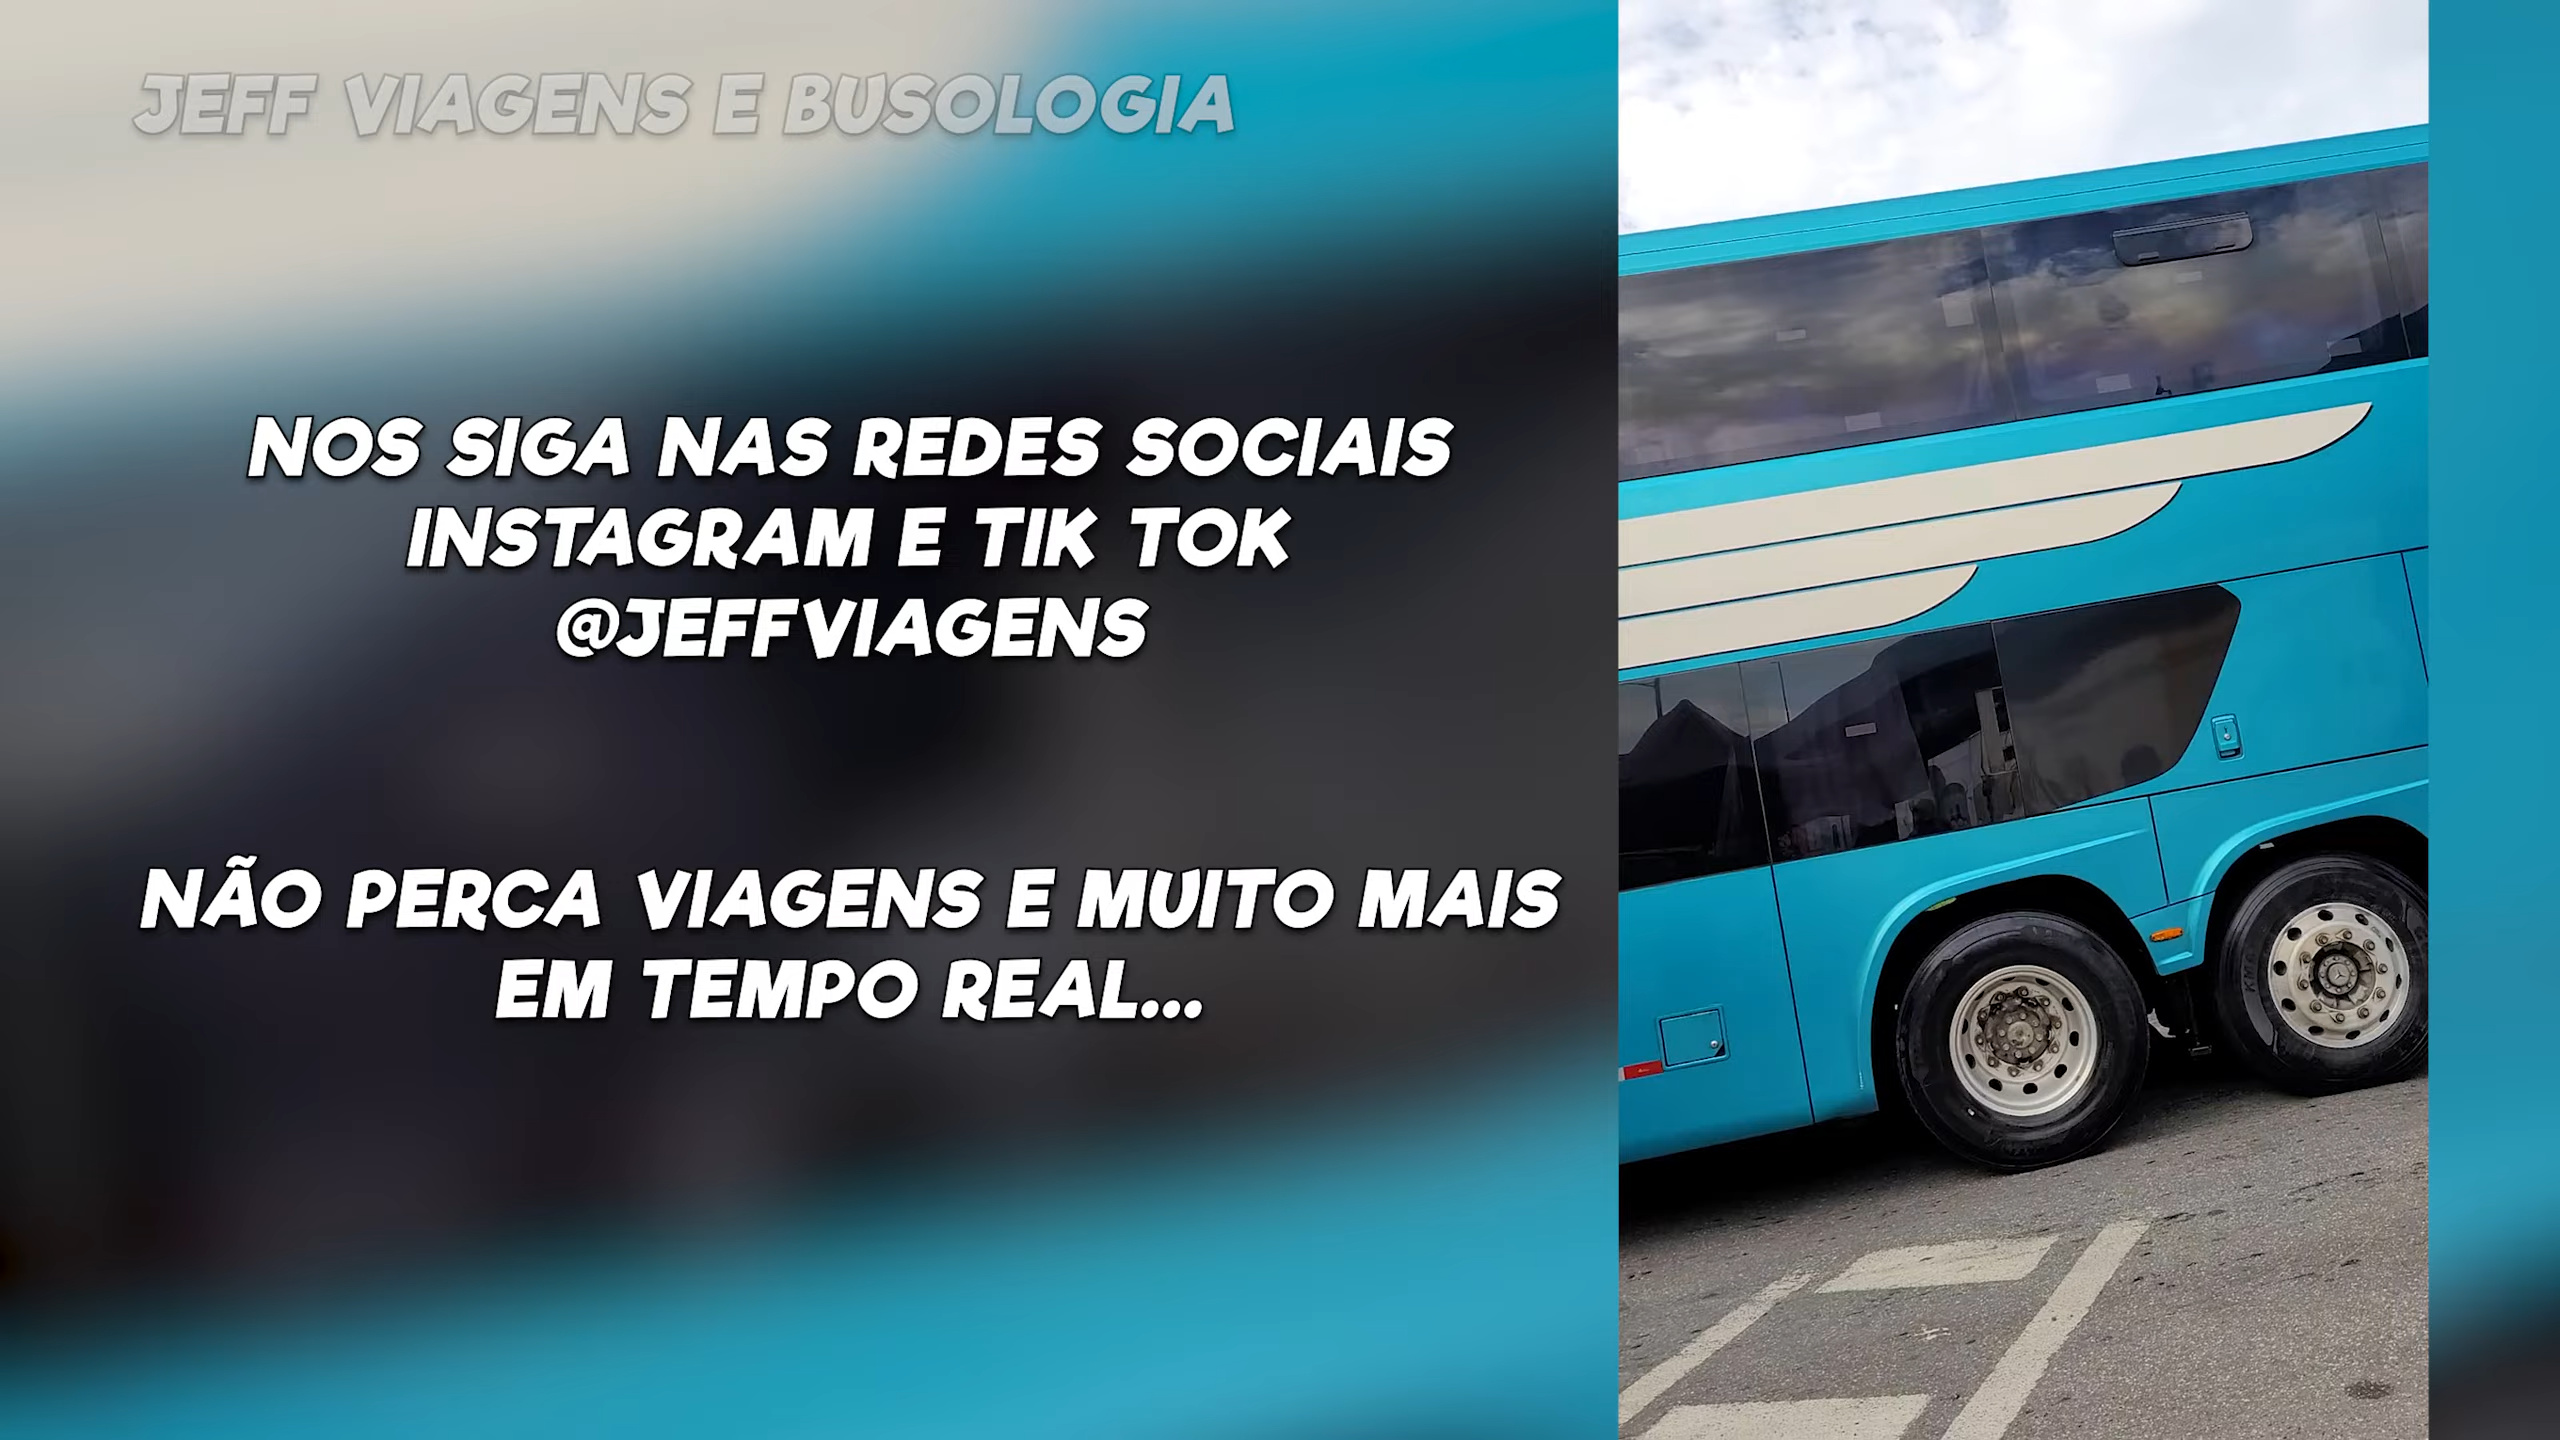 JEFF VIAGENS E BUSOLOGIA
NOS SIGA NAS REDES SOCIAIS
INSTAGRAM E TIK TOK
@JEFFVIAGENS
NÃO PERCA VIAGENS E MUITO MAIS
EM TEMPO REAL...